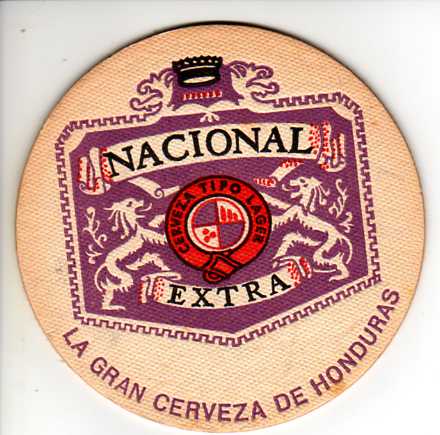 NACIONAL
CERVEZA TIPO LAGER
EXTRA
LA GRAN CERVEZA DE HONDURAS